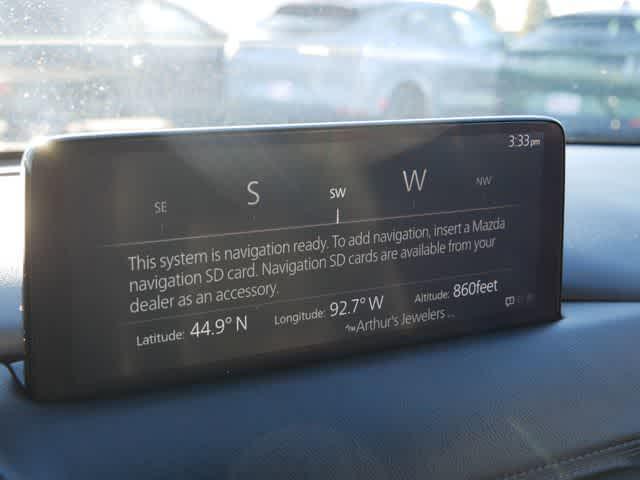 3:33 pm
SE S SW W NW
This system is navigation ready. To add navigation, insert a Mazda
navigation SD card. Navigation SD cards are available from your
dealer as an accessory.
Latitude: 44.9° N Longitude: 92.7° W Altitude: 860feet
Arthur's Jewelers ...